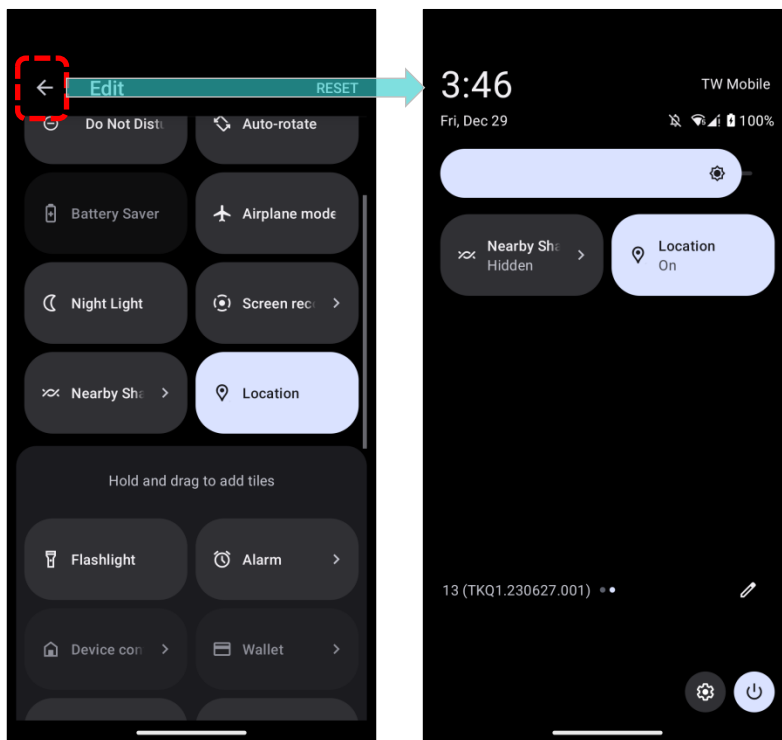 Edit
RESET
Do Not Dist
Auto-rotate
Battery Saver
Airplane mode
Night Light
Screen rec
Nearby Sha
Location
Hold and drag to add tiles
Flashlight
Alarm
Device con
Wallet
3:46
TW Mobile
Fri, Dec 29
100%
Nearby Sha
Hidden
Location
On
13 (TKQ1.230627.001)